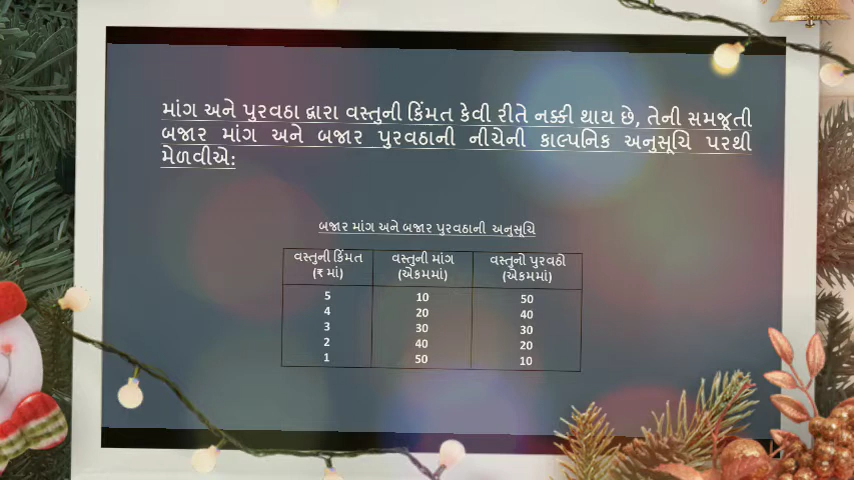 માંગ અને પુરવઠા દ્વારા વસ્તુની કિંમત કેવી રીતે નક્કી થાય છે, તેની સમજૂતી
બજાર માંગ અને બજાર પુરવઠાની નીચેની કાલ્પનિક અનુસૂચિ પરથી
મેળવીએ:
બજાર માંગ અને બજાર પુરવઠાની અનુસૂચિ
વસ્તુની કિંમત વસ્તુની માંગ વસ્તુનો પુરવઠો
(₹ માં) (એકમમાં) (એકમમાં)
5 10 50
4 20 40
3 30 30
2 40 20
1 50 10